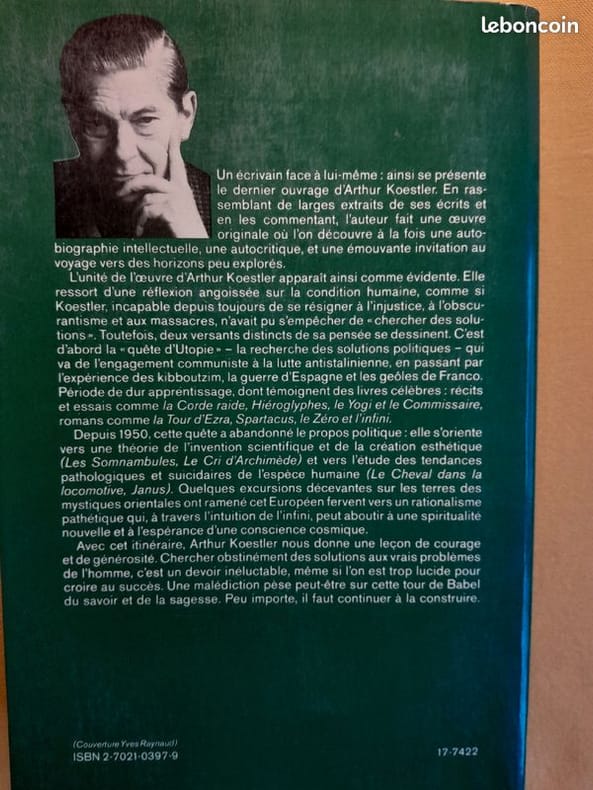 leboncoin
Un écrivain face à lui-même : ainsi se présente
le dernier ouvrage d'Arthur Koestler. En ras-
semblant de larges extraits de ses écrits et
en les commentant, l'auteur fait une œuvre
originale où l'on découvre à la fois une auto-
biographie intellectuelle, une autocritique, et une émouvante invitation au
voyage vers des horizons peu explorés.
L'unité de l'œuvre d'Arthur Koestler apparaît ainsi comme évidente. Elle
ressort d'une réflexion angoissée sur la condition humaine, comme si
Koestler, incapable depuis toujours de se résigner à l'injustice, à l'obscu-
rantisme et aux massacres, n'avait pu s'empêcher de « chercher des solu-
tions ». Toutefois, deux versants distincts de sa pensée se dessinent. C'est
d'abord la « quête d'Utopie » – la recherche des solutions politiques – qui
va de l'engagement communiste à la lutte antistalinienne, en passant par
l'expérience des kibboutzim, la guerre d'Espagne et les geôles de Franco.
Période de dur apprentissage, dont témoignent des livres célèbres : récits
et essais comme la Corde raide, Hiéroglyphes, le Yogi et le Commissaire,
romans comme la Tour d'Ezra, Spartacus, le Zéro et l'infini.
Depuis 1950, cette quête a abandonné le propos politique : elle s'oriente
vers une théorie de l'invention scientifique et de la création esthétique
(Les Somnambules, Le Cri d'Archimède) et vers l'étude des tendances
pathologiques et suicidaires de l'espèce humaine (Le Cheval dans la
locomotive, Janus). Quelques excursions décevantes sur les terres des
mystiques orientales ont ramené cet Européen fervent vers un rationalisme
pathétique qui, à travers l'intuition de l'infini, peut aboutir à une spiritualité
nouvelle et à l'espérance d'une conscience cosmique.
Avec cet itinéraire, Arthur Koestler nous donne une leçon de courage
et de générosité. Chercher obstinément des solutions aux vrais problèmes
de l'homme, c'est un devoir inéluctable, même si l'on est trop lucide pour
croire au succès. Une malédiction pèse peut-être sur cette tour de Babel
du savoir et de la sagesse. Peu importe, il faut continuer à la construire.
(Couverture Yves Raynaud)
ISBN 2-7021-0397-9
17-7422